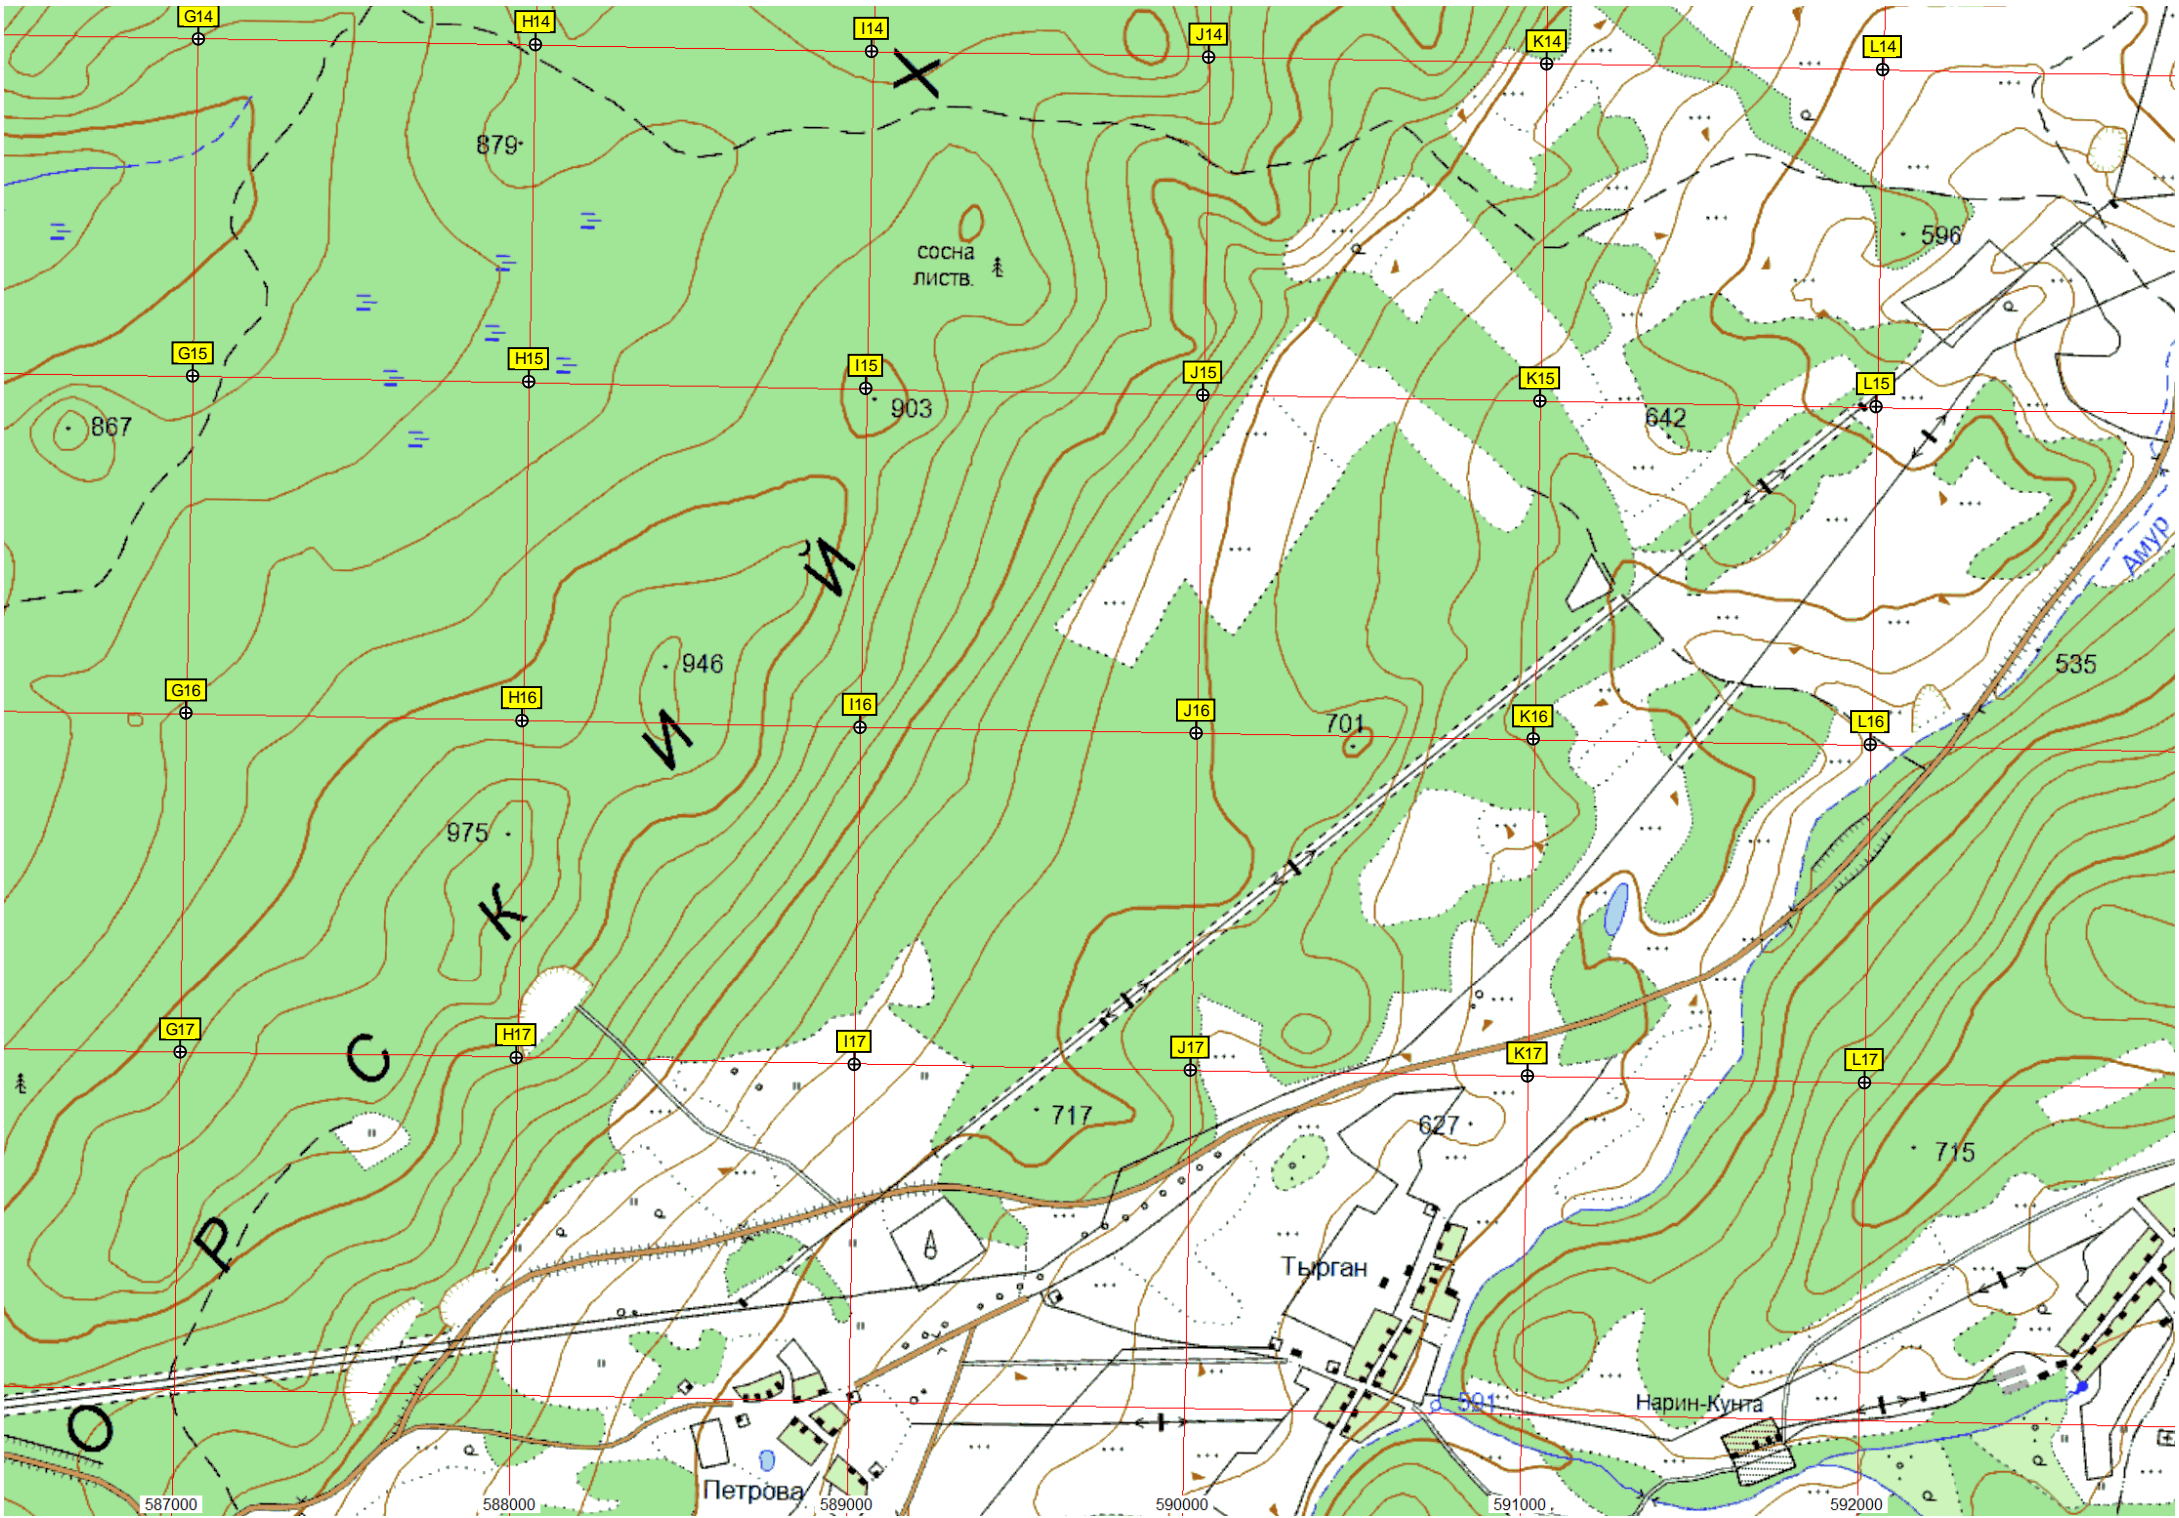 G14
H14
I14
J14
K14
L14
Х
879
596
сосна
листв.
G15
H15
I15
J15
K15
L15
867
903
642
Й
Амур
946
535
G16
H16
I16
J16
K16
L16
И
701
975
К
G17
H17
I17
J17
K17
L17
С
717
627
715
Р
Тырган
О
591
Нарин-Кунта
Петрова
587000
588000
589000
590000
591000
592000